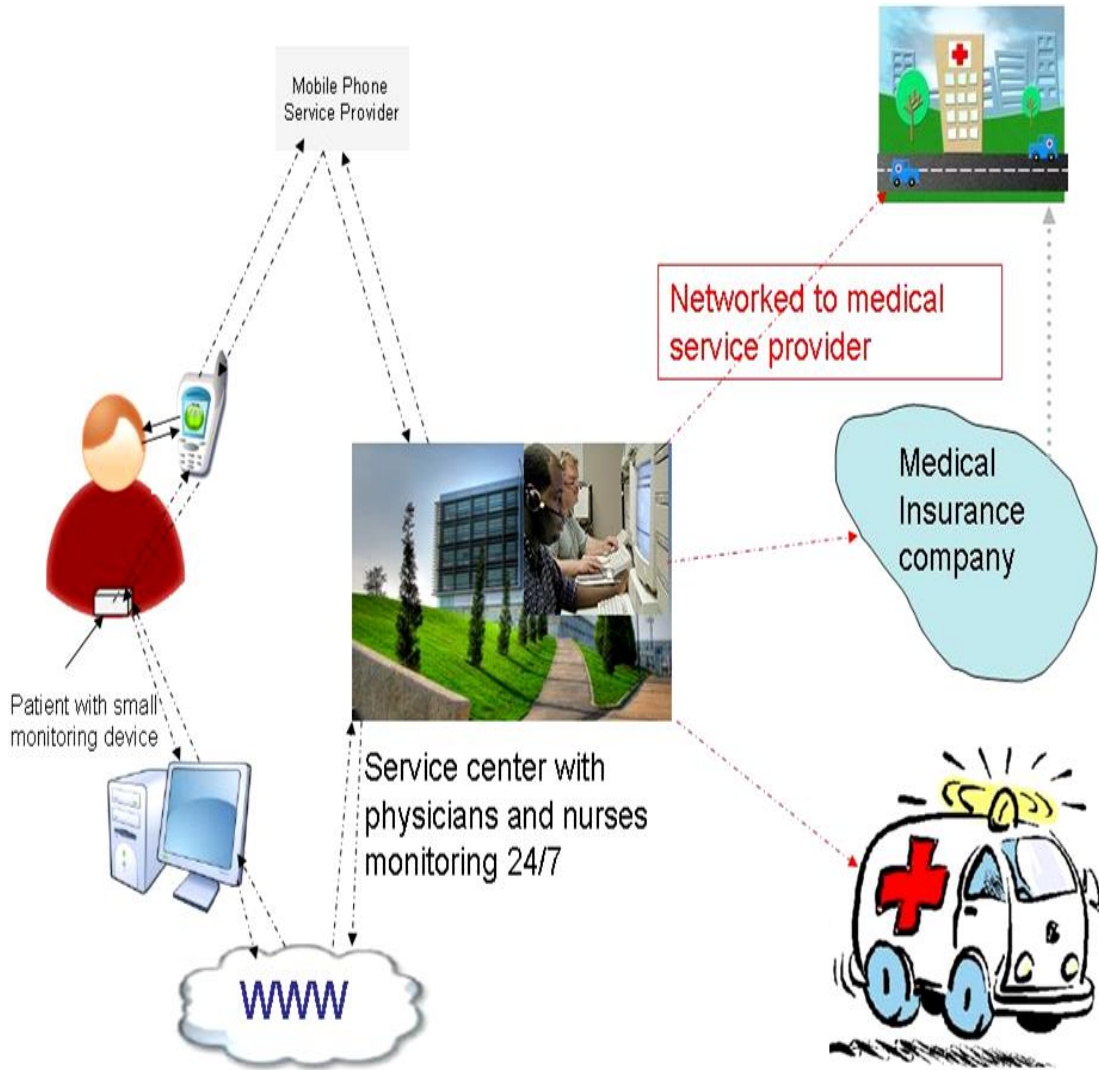 Mobile Phone
Service Provider
Networked to medical
service provider
Medical
Insurance
company
Patient with small
monitoring device
Service center with
physicians and nurses
monitoring 24/7
WWW